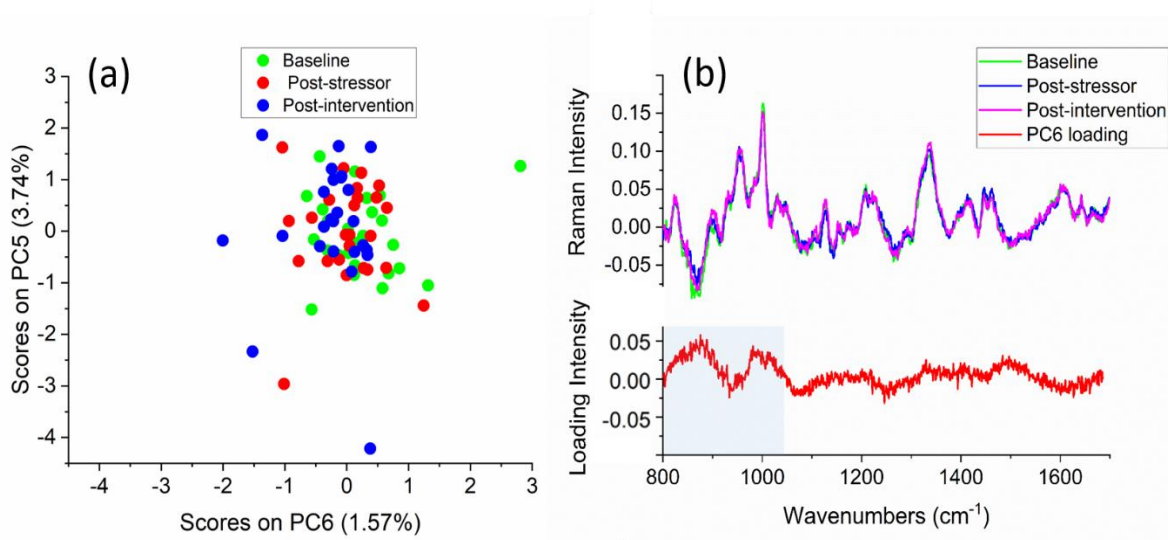 (a)
Baseline
Post-stressor
Post-intervention
3
2
1
0
-1
-2
-3
-4
Scores on PC5 (3.74%)
-4 -3 -2 -1 0 1 2 3
Scores on PC6 (1.57%)
(b)
Baseline
Post-stressor
Post-intervention
PC6 loading
0.15
0.10
0.05
0.00
-0.05
Raman Intensity
0.05
0.00
-0.05
Loading Intensity
800 1000 1200 1400 1600
Wavenumbers (cm⁻¹)